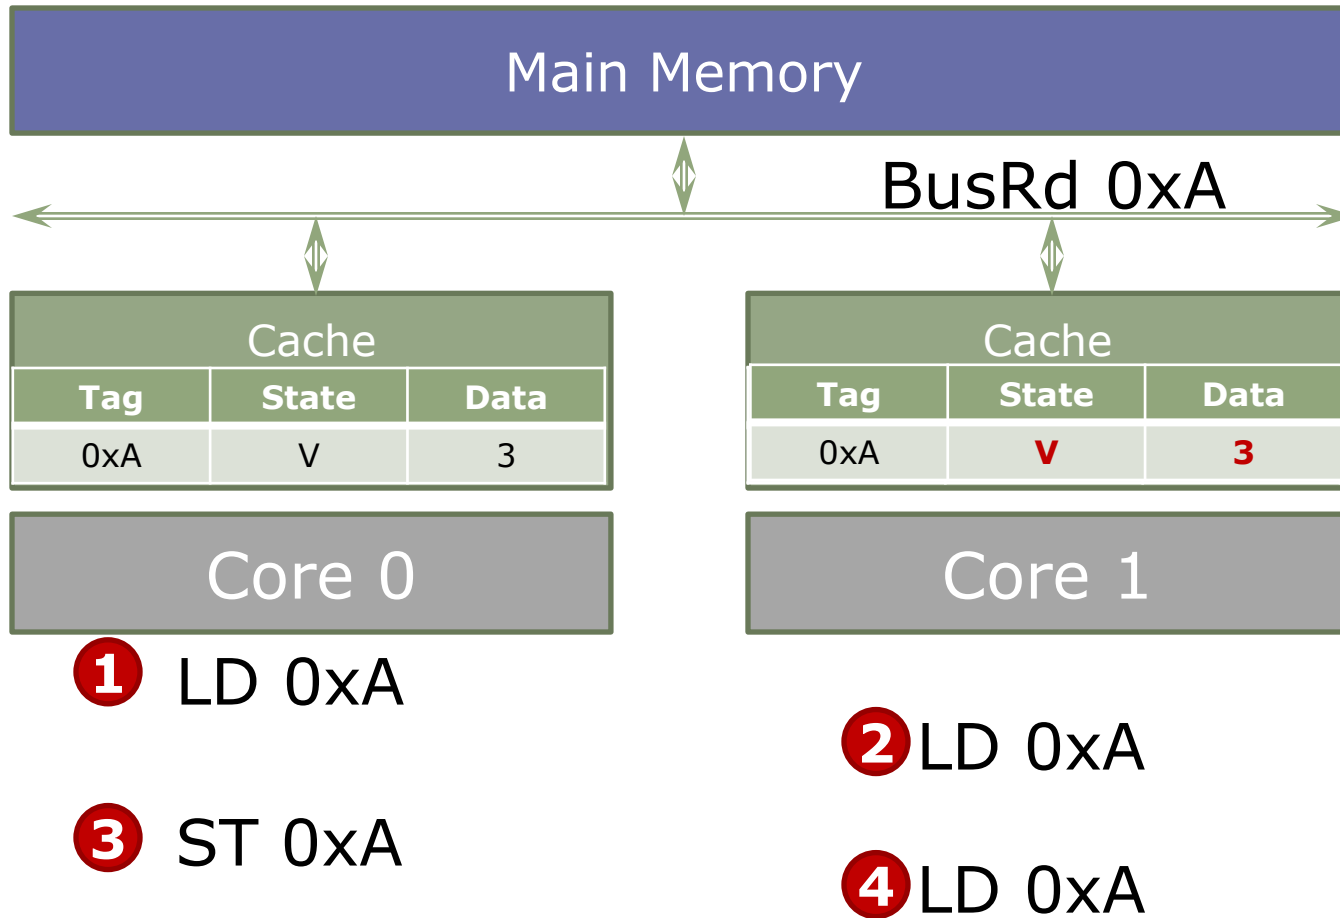 Main Memory
BusRd 0xA
Cache
Tag State Data
0xA V 3
Cache
Tag State Data
0xA V 3
Core 0
Core 1
1 LD 0xA
2 LD 0xA
3 ST 0xA
4 LD 0xA